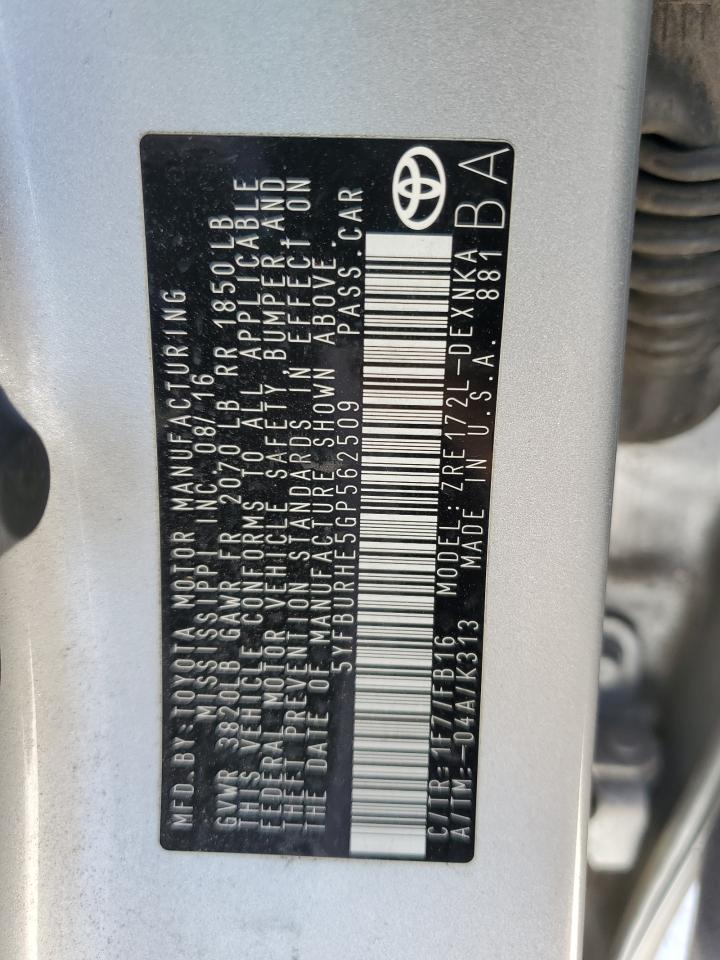 MFD.BY:TOYOTA MOTOR MANUFACTURING
MISSISSIPPI INC 08/16
GVWR 3820LB GAWR FR 2070LB RR 1850LB
THIS VEHICLE CONFORMS TO ALL APPLICABLE
FEDERAL MOTOR VEHICLE SAFETY, BUMPER, AND
THEFT PREVENTION STANDARDS IN EFFECT ON
THE DATE OF MANUFACTURE SHOWN ABOVE.
5YFBURHE5GP562509 PASS.CAR
C/TR:1F7/FB16 MODEL:ZRE172L-DEXNKA
A/TM:-04A/K313 MADE IN U.S.A. 881
BA